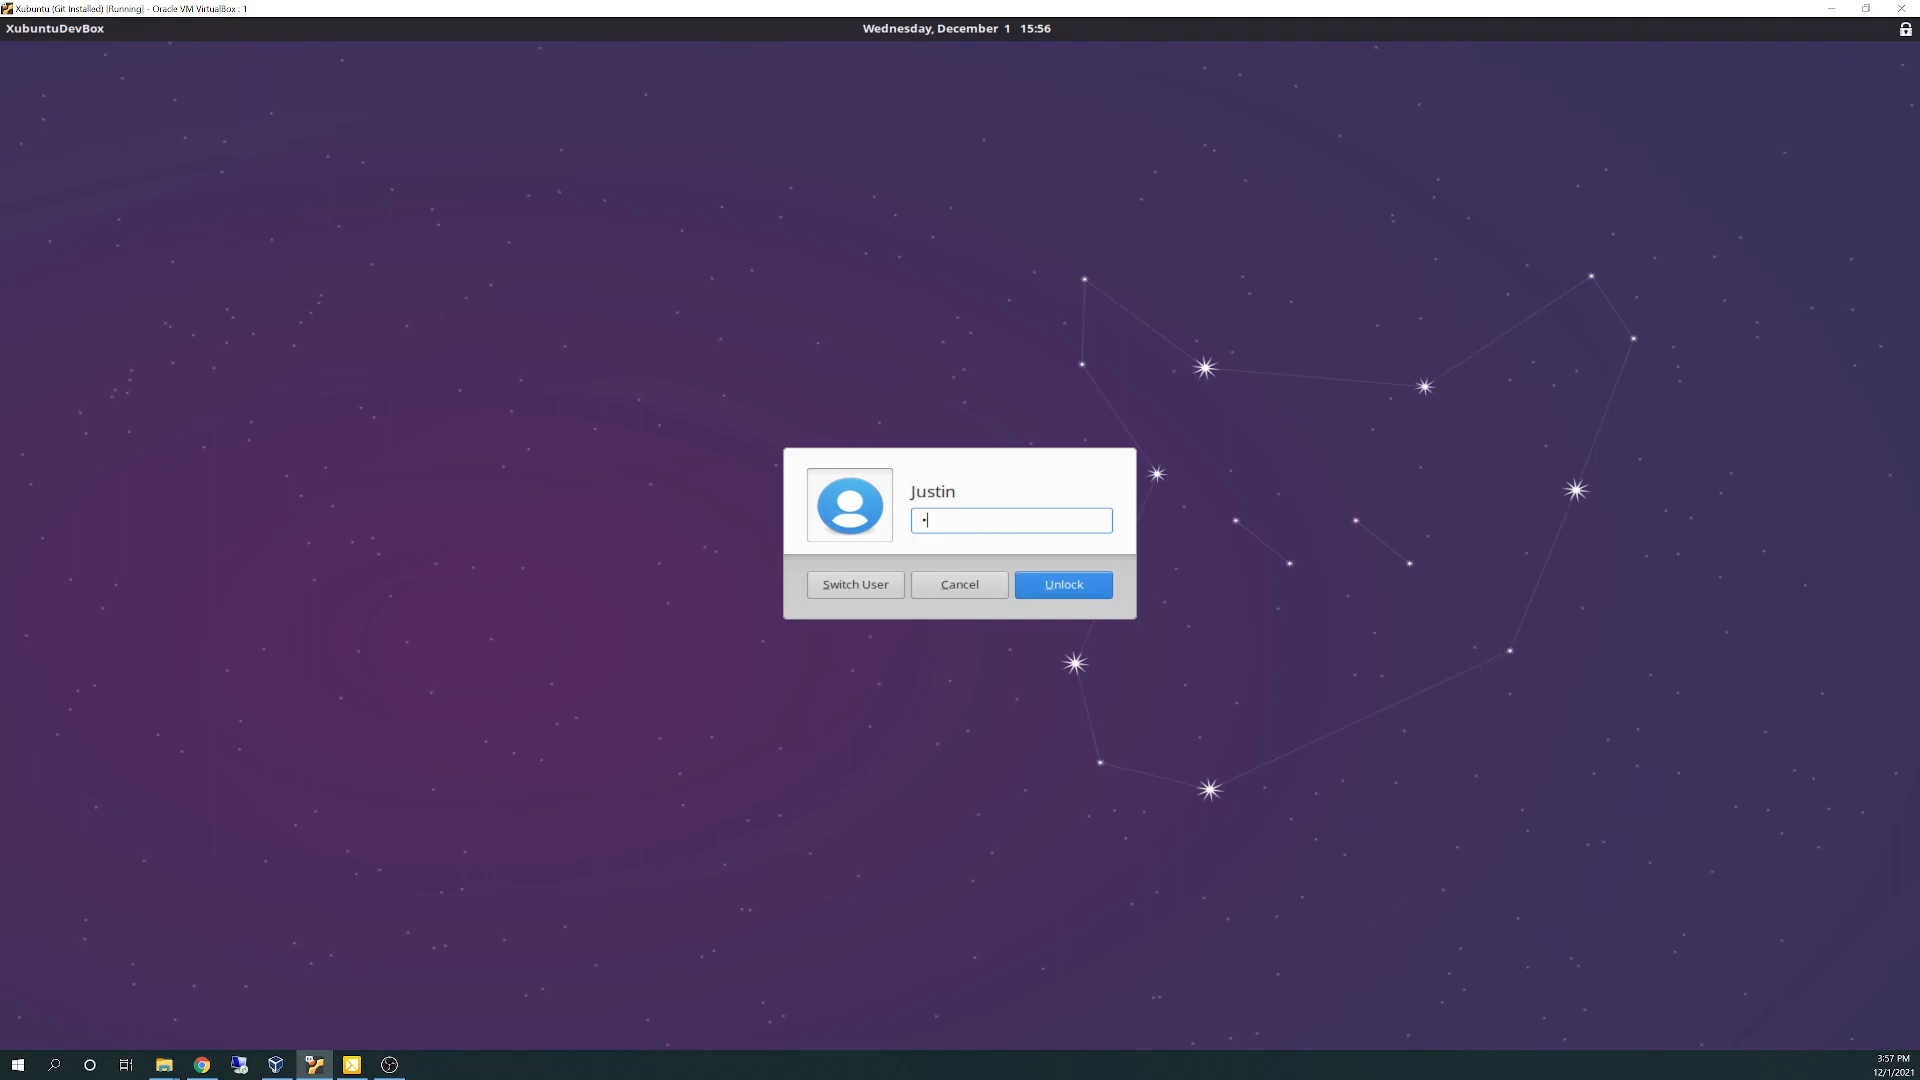 Xubuntu (Git Installed) [Running] - Oracle VM VirtualBox : 1
XubuntuDevBox
Wednesday, December 1 15:56
Justin
Switch User
Cancel
Unlock
3:57 PM
12/1/2021